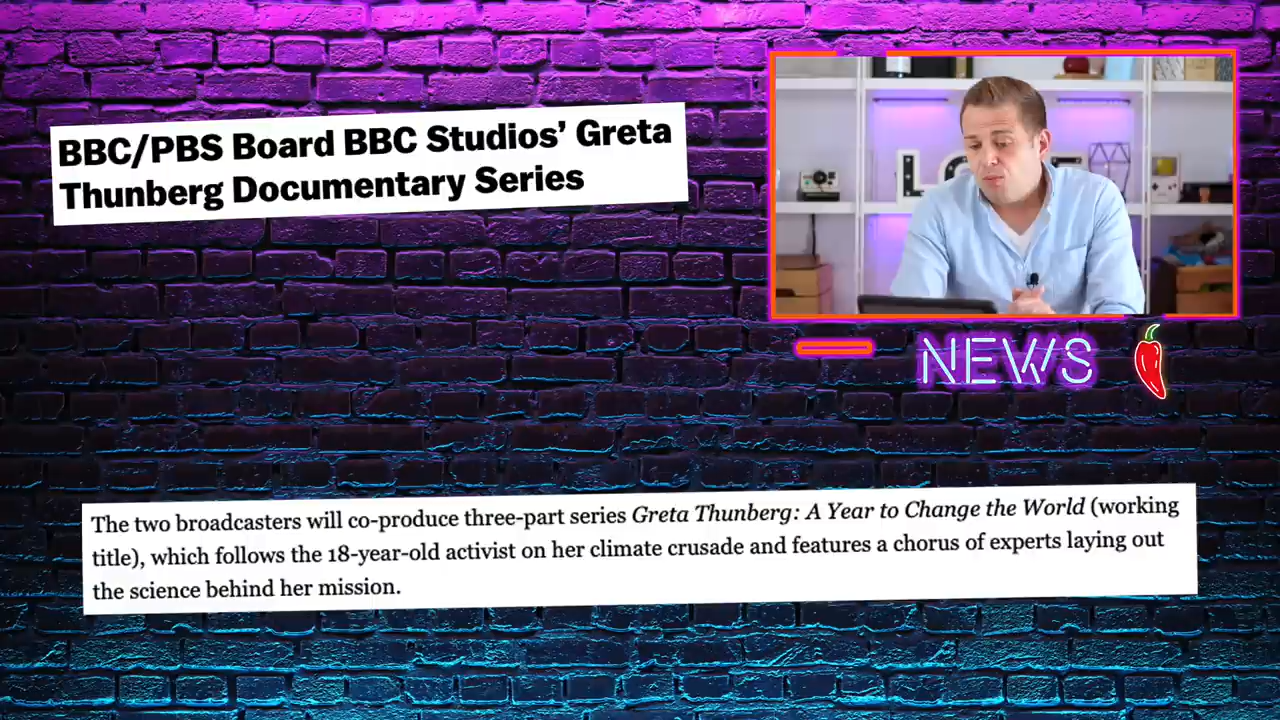 BBC/PBS Board BBC Studios’ Greta
Thunberg Documentary Series
NEWS
The two broadcasters will co-produce three-part series Greta Thunberg: A Year to Change the World (working
title), which follows the 18-year-old activist on her climate crusade and features a chorus of experts laying out
the science behind her mission.